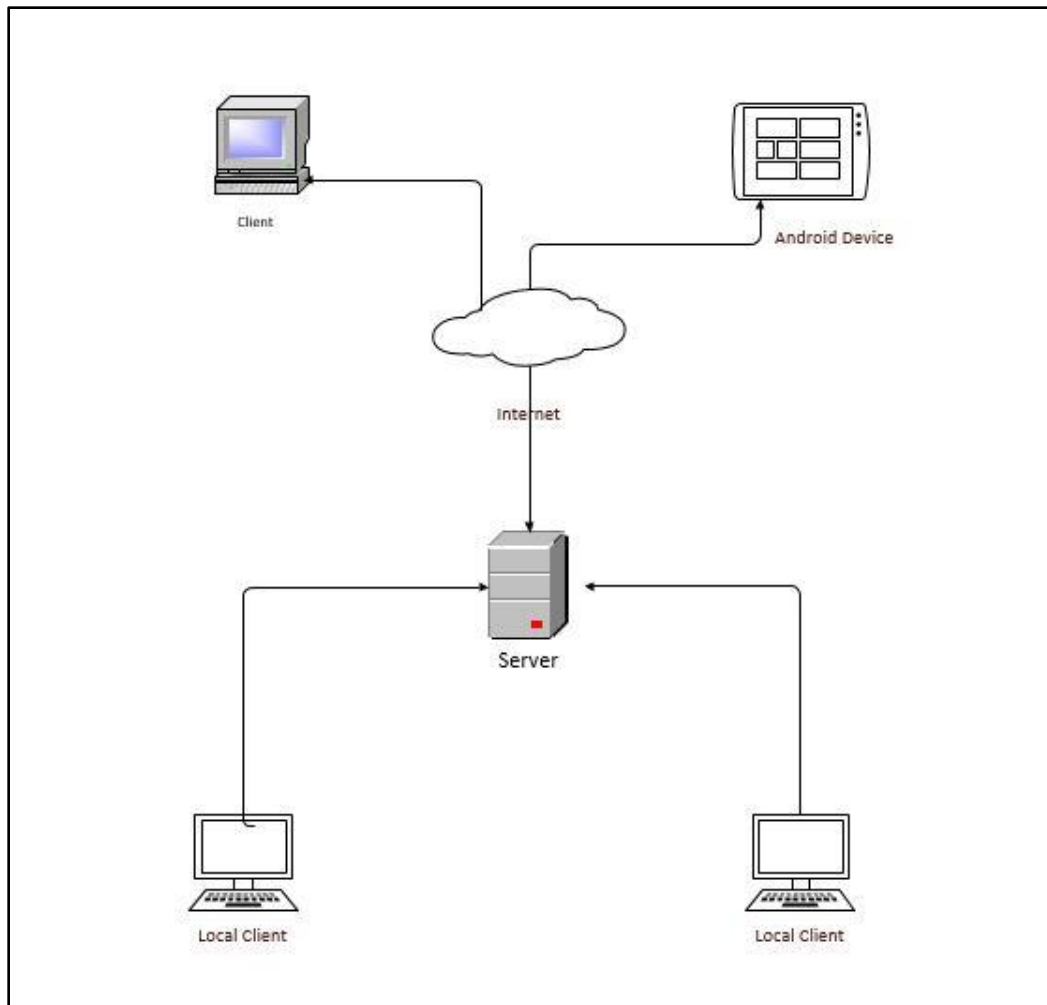 Client
Android Device
Internet
Server
Local Client
Local Client